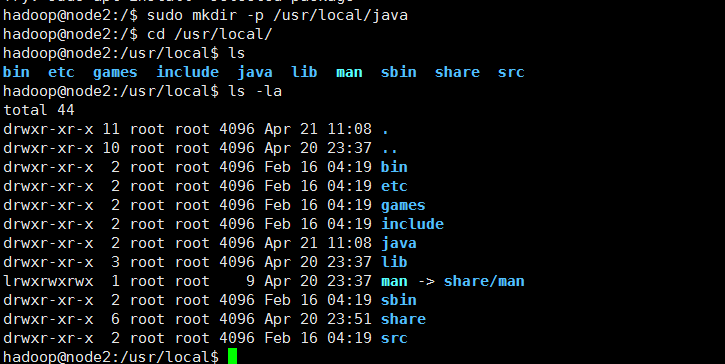 hadoop@node2:/$ sudo mkdir -p /usr/local/java
hadoop@node2:/$ cd /usr/local/
hadoop@node2:/usr/local$ ls
bin etc games include java lib man sbin share src
hadoop@node2:/usr/local$ ls -la
total 44
drwxr-xr-x 11 root root 4096 Apr 21 11:08 .
drwxr-xr-x 10 root root 4096 Apr 20 23:37 ..
drwxr-xr-x 2 root root 4096 Feb 16 04:19 bin
drwxr-xr-x 2 root root 4096 Feb 16 04:19 etc
drwxr-xr-x 2 root root 4096 Feb 16 04:19 games
drwxr-xr-x 2 root root 4096 Feb 16 04:19 include
drwxr-xr-x 2 root root 4096 Apr 21 11:08 java
drwxr-xr-x 3 root root 4096 Apr 20 23:37 lib
lrwxrwxrwx 1 root root 9 Apr 20 23:37 man -> share/man
drwxr-xr-x 2 root root 4096 Feb 16 04:19 sbin
drwxr-xr-x 6 root root 4096 Apr 20 23:51 share
drwxr-xr-x 2 root root 4096 Feb 16 04:19 src
hadoop@node2:/usr/local$